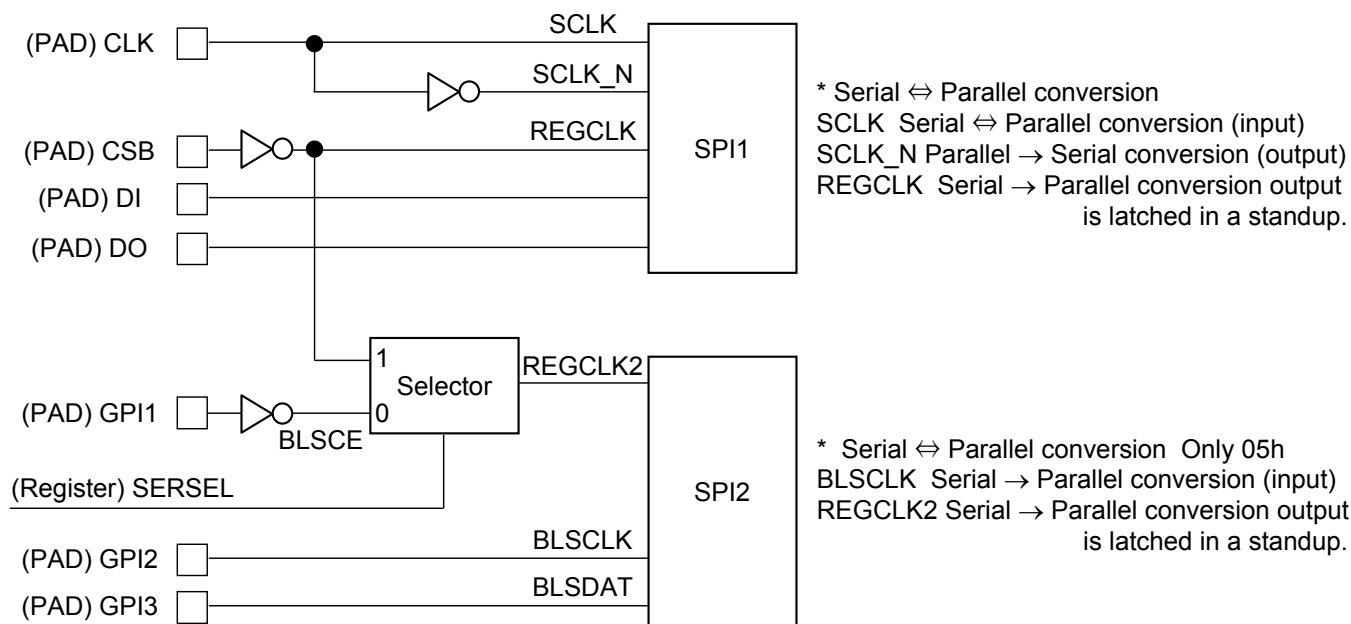 (PAD) CLK
SCLK
SCLK_N
(PAD) CSB
REGCLK
(PAD) DI
(PAD) DO
SPI1
* Serial ⇔ Parallel conversion
SCLK Serial ⇔ Parallel conversion (input)
SCLK_N Parallel → Serial conversion (output)
REGCLK Serial → Parallel conversion output
is latched in a standup.
1
Selector
0
REGCLK2
(PAD) GPI1
BLSCE
(Register) SERSEL
(PAD) GPI2
BLSCLK
(PAD) GPI3
BLSDAT
SPI2
* Serial ⇔ Parallel conversion Only 05h
BLSCLK Serial → Parallel conversion (input)
REGCLK2 Serial → Parallel conversion output
is latched in a standup.